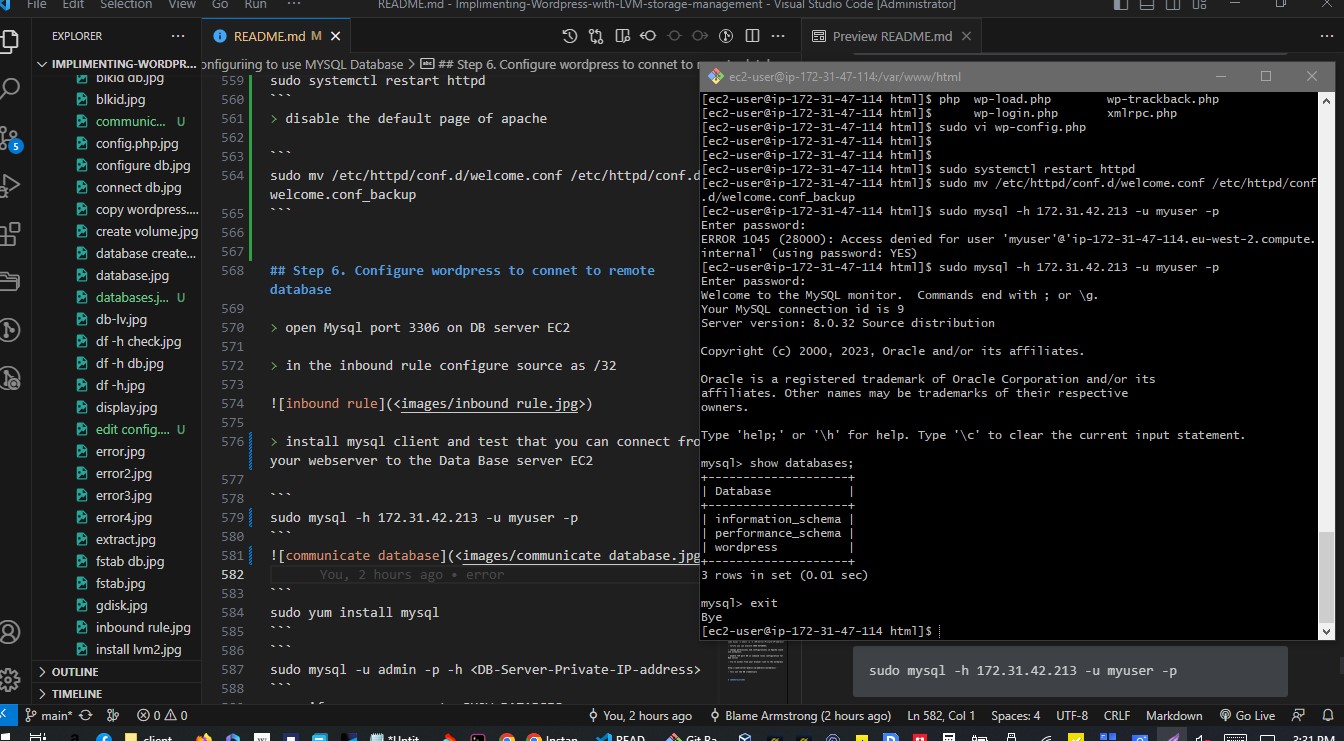 File Edit Selection View Go Run ···
README.md - Implimenting-Wordpress-with-LVM-storage-management - Visual Studio Code [Administrator]
EXPLORER
README.md M
Preview README.md
IMPLIMENTING-WORDPR...
onfiguring to use MYSQL Database > ## Step 6. Configure wordpress to connet to
blkid db.jpg
blkid.jpg
communic... U
config.php.jpg
configure db.jpg
connect db.jpg
copy wordpress....
create volume.jpg
database create...
database.jpg
databases.j... U
db-lv.jpg
df -h check.jpg
df -h db.jpg
df -h.jpg
display.jpg
edit config.... U
error.jpg
error2.jpg
error3.jpg
error4.jpg
extract.jpg
fstab db.jpg
fstab.jpg
gdisk.jpg
inbound rule.jpg
install lvm2.jpg
OUTLINE
TIMELINE
559 sudo systemctl restart httpd
560 ```
561 > disable the default page of apache
562
563 ```
564 sudo mv /etc/httpd/conf.d/welcome.conf /etc/httpd/conf.d
welcome.conf_backup
565 ```
566
567
568 ## Step 6. Configure wordpress to connet to remote
database
569
570 > open Mysql port 3306 on DB server EC2
571
572 > in the inbound rule configure source as /32
573
574 ![inbound rule](<images/inbound rule.jpg>)
575
576 > install mysql client and test that you can connect fro
your webserver to the Data Base server EC2
577
578 ```
579 sudo mysql -h 172.31.42.213 -u myuser -p
580 ```
581 ![communicate database](<images/communicate database.jpg
582 You, 2 hours ago • error
583 ```
584 sudo yum install mysql
585 ```
586 ```
587 sudo mysql -u admin -p -h <DB-Server-Private-IP-address>
588 ```
ec2-user@ip-172-31-47-114:/var/www/html
[ec2-user@ip-172-31-47-114 html]$ php wp-load.php wp-trackback.php
[ec2-user@ip-172-31-47-114 html]$ wp-login.php xmlrpc.php
[ec2-user@ip-172-31-47-114 html]$ sudo vi wp-config.php
[ec2-user@ip-172-31-47-114 html]$
[ec2-user@ip-172-31-47-114 html]$
[ec2-user@ip-172-31-47-114 html]$ sudo systemctl restart httpd
[ec2-user@ip-172-31-47-114 html]$ sudo mv /etc/httpd/conf.d/welcome.conf /etc/httpd/conf
.d/welcome.conf_backup
[ec2-user@ip-172-31-47-114 html]$ sudo mysql -h 172.31.42.213 -u myuser -p
Enter password:
ERROR 1045 (28000): Access denied for user 'myuser'@'ip-172-31-47-114.eu-west-2.compute.
internal' (using password: YES)
[ec2-user@ip-172-31-47-114 html]$ sudo mysql -h 172.31.42.213 -u myuser -p
Enter password:
Welcome to the MySQL monitor. Commands end with ; or \g.
Your MySQL connection id is 9
Server version: 8.0.32 Source distribution
Copyright (c) 2000, 2023, Oracle and/or its affiliates.
Oracle is a registered trademark of Oracle Corporation and/or its
affiliates. Other names may be trademarks of their respective
owners.
Type 'help;' or '\h' for help. Type '\c' to clear the current input statement.
mysql> show databases;
+--------------------+
| Database |
+--------------------+
| information_schema |
| performance_schema |
| wordpress |
+--------------------+
3 rows in set (0.01 sec)
mysql> exit
Bye
[ec2-user@ip-172-31-47-114 html]$
sudo mysql -h 172.31.42.213 -u myuser -p
5
main* 0 0 You, 2 hours ago Blame Armstrong (2 hours ago) Ln 582, Col 1 Spaces: 4 UTF-8 CRLF Markdown Go Live
client *Untit Instan READ Git Ba 3:31 PM